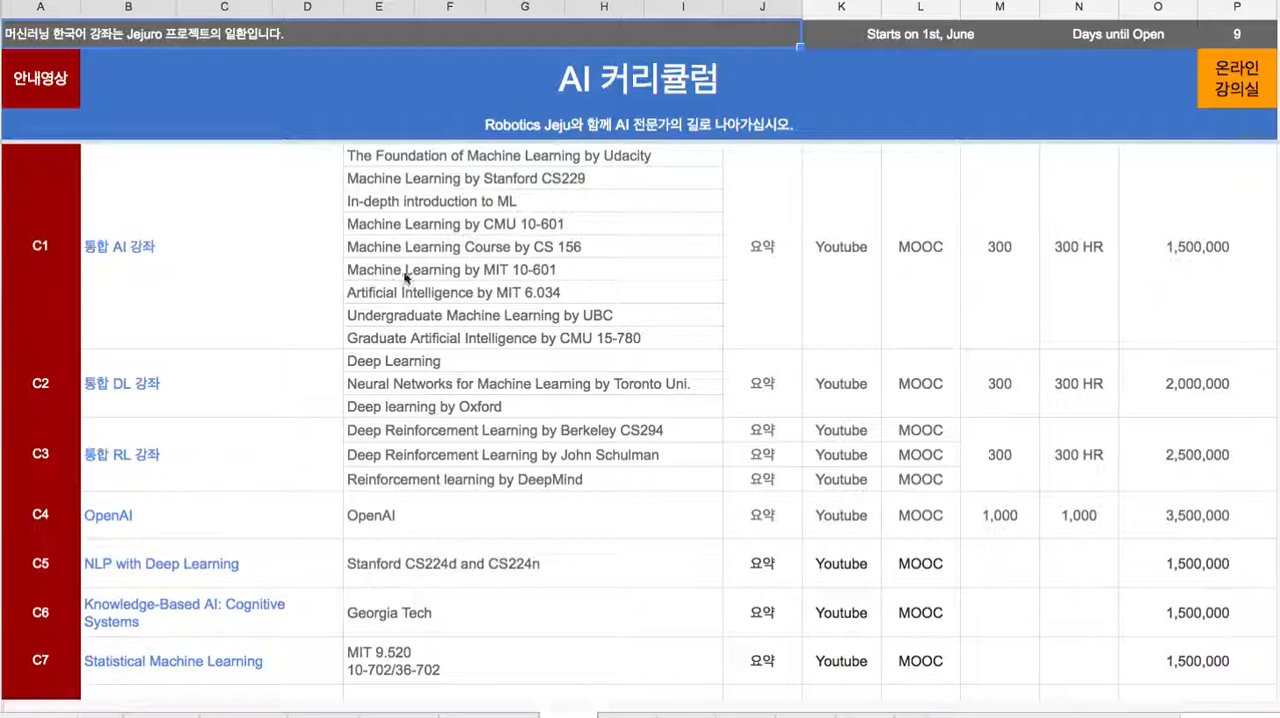 A B C D E F G H I J K L M N O P
머신러닝 한국어 강좌는 Jejuro 프로젝트의 일환입니다. Starts on 1st, June Days until Open 9
안내영상 AI 커리큘럼 온라인
강의실
Robotics Jeju와 함께 AI 전문가의 길로 나아가십시오.
The Foundation of Machine Learning by Udacity
Machine Learning by Stanford CS229
In-depth introduction to ML
Machine Learning by CMU 10-601
C1 통합 AI 강좌 Machine Learning Course by CS 156 요약 Youtube MOOC 300 300 HR 1,500,000
Machine Learning by MIT 10-601
Artificial Intelligence by MIT 6.034
Undergraduate Machine Learning by UBC
Graduate Artificial Intelligence by CMU 15-780
Deep Learning
C2 통합 DL 강좌 Neural Networks for Machine Learning by Toronto Uni. 요약 Youtube MOOC 300 300 HR 2,000,000
Deep learning by Oxford
Deep Reinforcement Learning by Berkeley CS294 요약 Youtube MOOC
C3 통합 RL 강좌 Deep Reinforcement Learning by John Schulman 요약 Youtube MOOC 300 300 HR 2,500,000
Reinforcement learning by DeepMind 요약 Youtube MOOC
C4 OpenAI OpenAI 요약 Youtube MOOC 1,000 1,000 3,500,000
C5 NLP with Deep Learning Stanford CS224d and CS224n 요약 Youtube MOOC 1,500,000
C6 Knowledge-Based AI: Cognitive
Systems Georgia Tech 요약 Youtube MOOC 1,500,000
C7 Statistical Machine Learning MIT 9.520
10-702/36-702 요약 Youtube MOOC 1,500,000